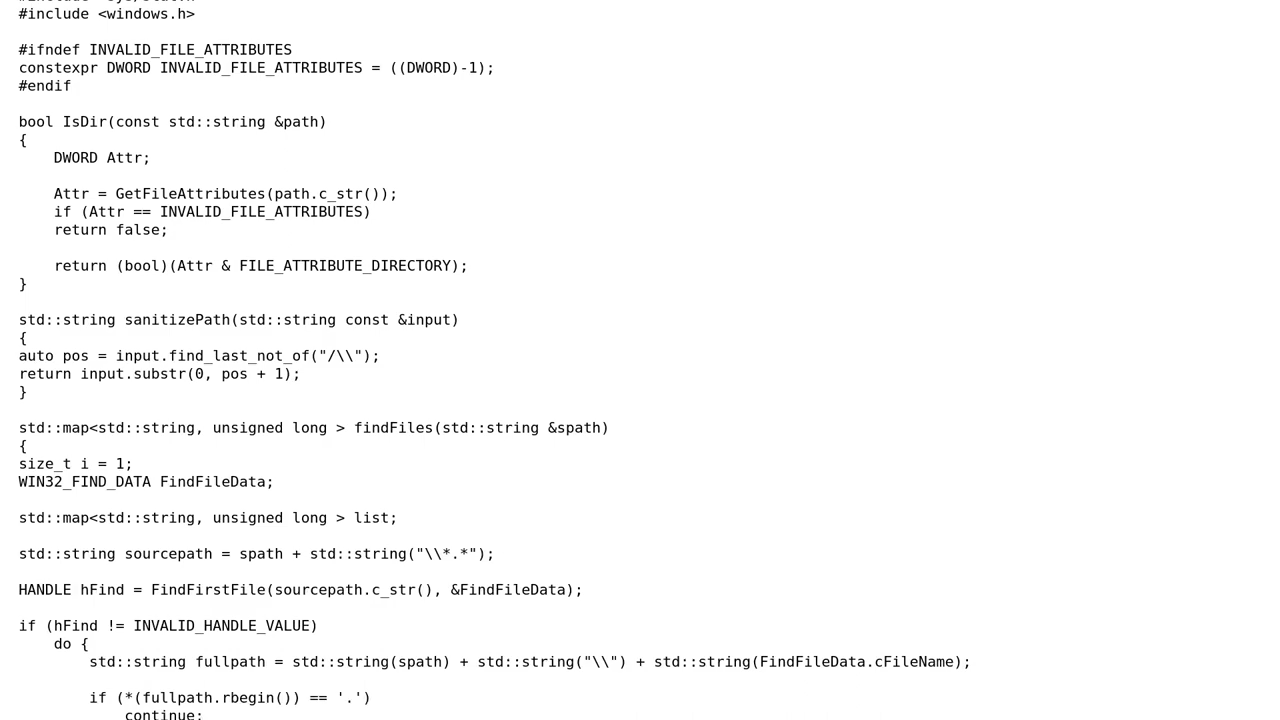 #include <windows.h>
#ifndef INVALID_FILE_ATTRIBUTES
constexpr DWORD INVALID_FILE_ATTRIBUTES = ((DWORD)-1);
#endif
bool IsDir(const std::string &path)
{
    DWORD Attr;
    Attr = GetFileAttributes(path.c_str());
    if (Attr == INVALID_FILE_ATTRIBUTES)
    return false;
    return (bool)(Attr & FILE_ATTRIBUTE_DIRECTORY);
}
std::string sanitizePath(std::string const &input)
{
auto pos = input.find_last_not_of("/\\");
return input.substr(0, pos + 1);
}
std::map<std::string, unsigned long > findFiles(std::string &spath)
{
size_t i = 1;
WIN32_FIND_DATA FindFileData;
std::map<std::string, unsigned long > list;
std::string sourcepath = spath + std::string("\\*.*");
HANDLE hFind = FindFirstFile(sourcepath.c_str(), &FindFileData);
if (hFind != INVALID_HANDLE_VALUE)
    do {
        std::string fullpath = std::string(spath) + std::string("\\") + std::string(FindFileData.cFileName);
        if (*(fullpath.rbegin()) == '.')
            continue;